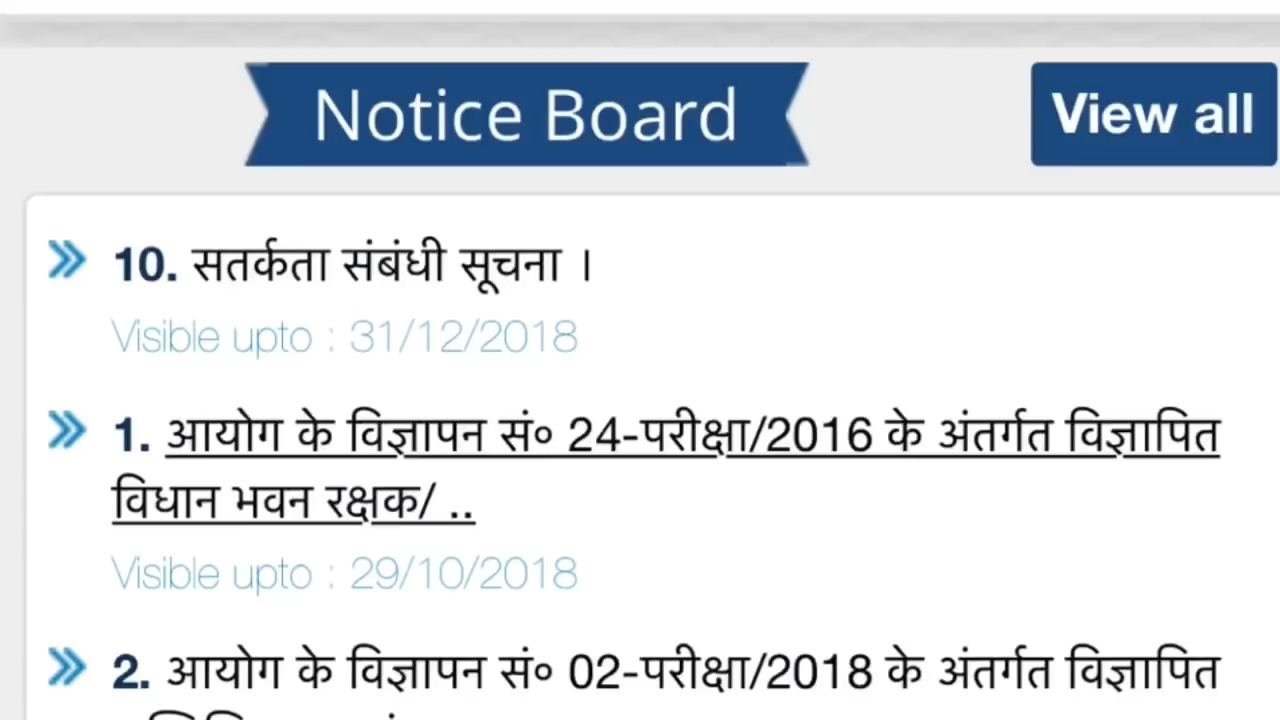 Notice Board
View all
10. सतर्कता संबंधी सूचना ।
Visible upto : 31/12/2018
1. आयोग के विज्ञापन सं० 24-परीक्षा/2016 के अंतर्गत विज्ञापित
विधान भवन रक्षक/ ..
Visible upto : 29/10/2018
2. आयोग के विज्ञापन सं० 02-परीक्षा/2018 के अंतर्गत विज्ञापित